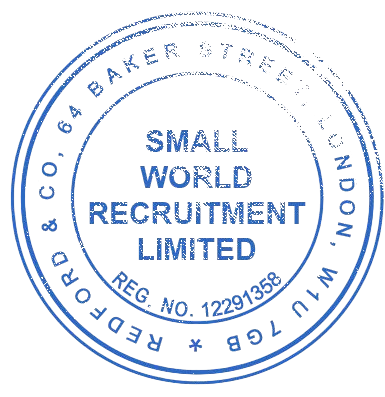 REDFORD & CO, 64 BAKER STREET, LONDON, W1U 7GB *
SMALL
WORLD
RECRUITMENT
LIMITED
REG. NO. 12291358